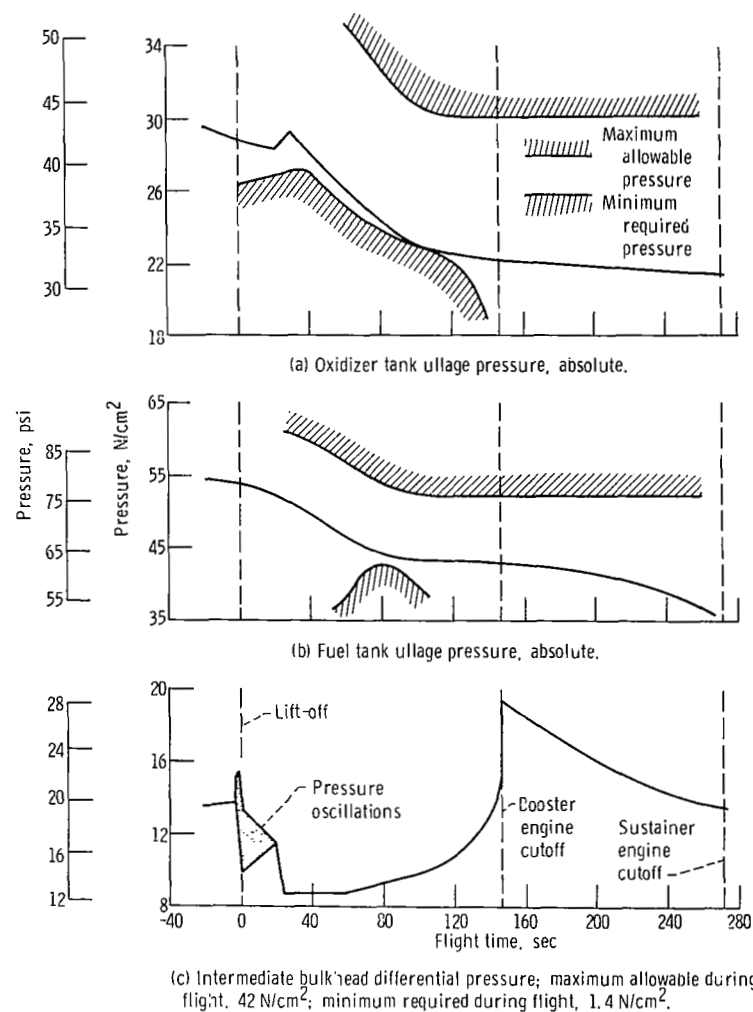 50
45
40
35
30
34
30
26
22
18
Maximum
allowable
pressure
Minimum
required
pressure
(a) Oxidizer tank ullage pressure, absolute.
Pressure, psi
Pressure, N/cm2
85
75
65
55
65
55
45
35
(b) Fuel tank ullage pressure, absolute.
28
24
20
16
12
20
16
12
8
Lift-off
Pressure
oscillations
Booster
engine
cutoff
Sustainer
engine
cutoff
-40 0 40 80 120 160 200 240 280
Flight time, sec
(c) Intermediate bulkhead differential pressure; maximum allowable during
flight, 42 N/cm2; minimum required during flight, 1.4 N/cm2.